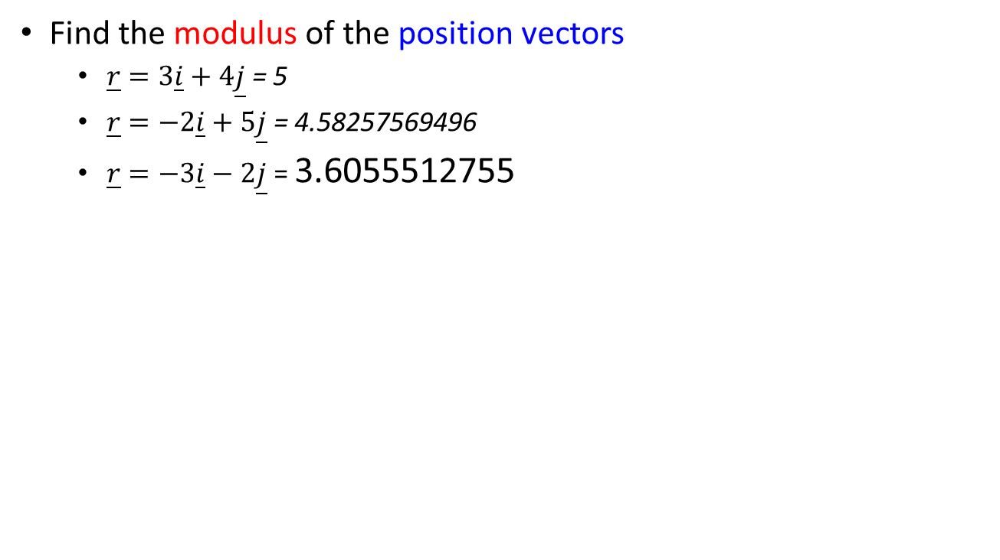 • Find the modulus of the position vectors
• r = 3i + 4j = 5
• r = −2i + 5j = 4.58257569496
• r = −3i − 2j = 3.6055512755